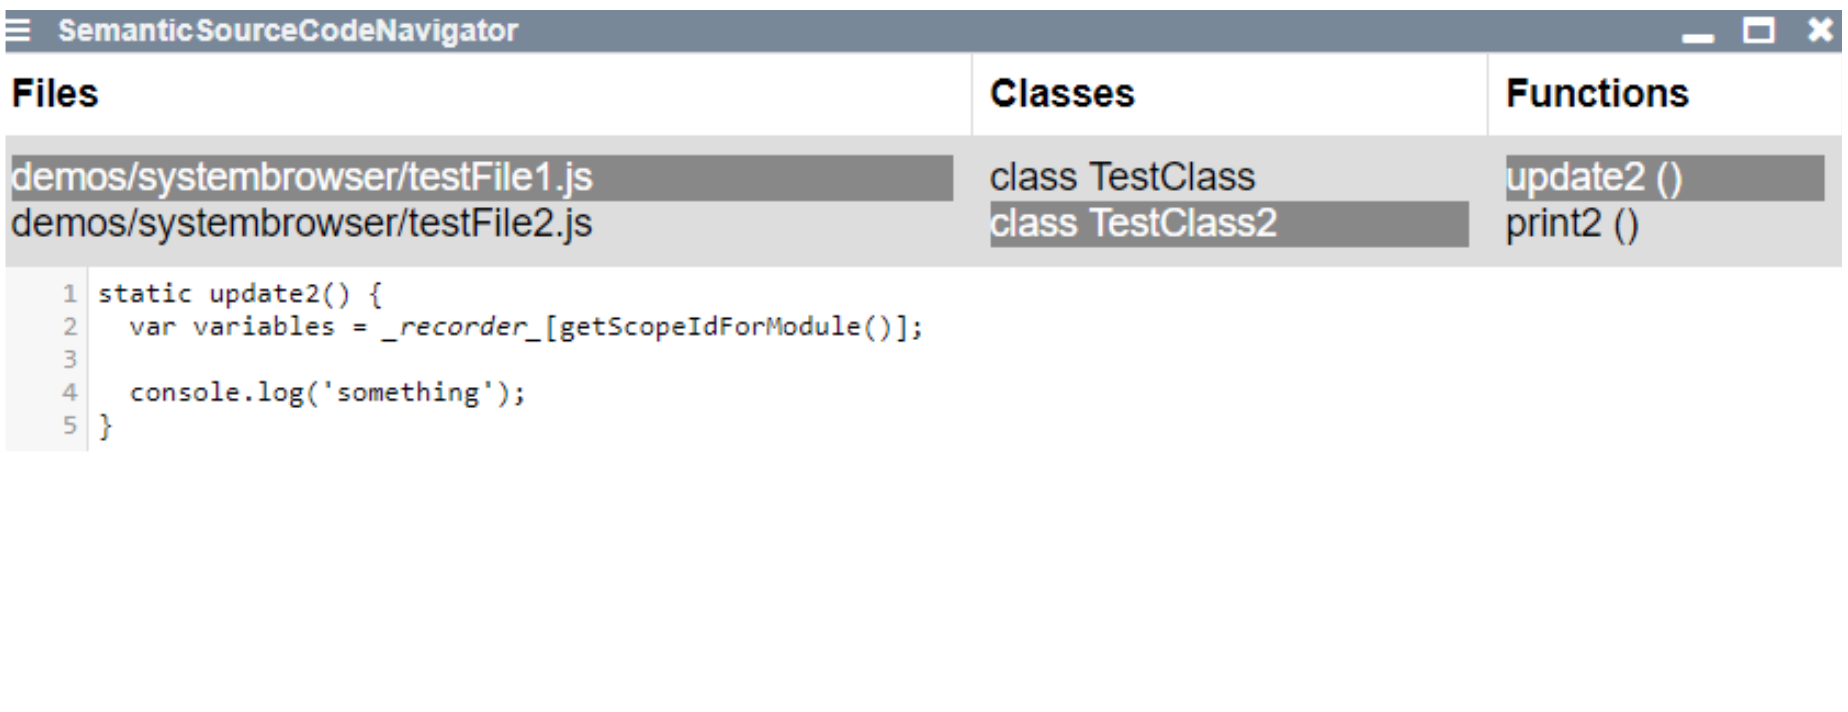 SemanticSourceCodeNavigator
Files Classes Functions
demos/systembrowser/testFile1.js class TestClass update2 ()
demos/systembrowser/testFile2.js class TestClass2 print2 ()
1 static update2() {
2 var variables = _recorder_[getScopeIdForModule()];
3
4 console.log('something');
5 }